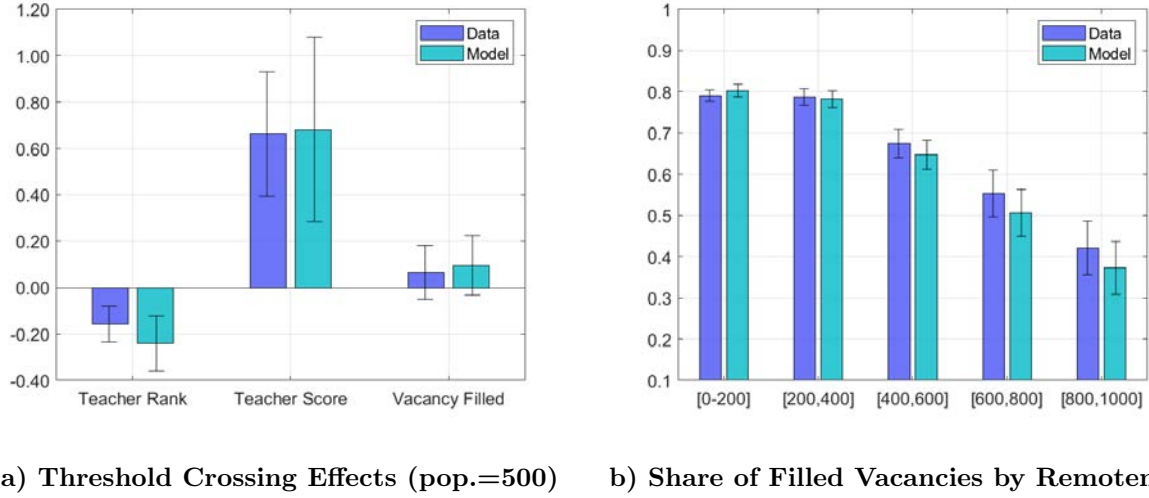 1.20
1.00
0.80
0.60
0.40
0.20
0.00
-0.20
-0.40
Data
Model
Teacher Rank Teacher Score Vacancy Filled
1
0.9
0.8
0.7
0.6
0.5
0.4
0.3
0.2
0.1
Data
Model
[0-200] [200,400] [400,600] [600,800] [800,1000]
a) Threshold Crossing Effects (pop.=500) b) Share of Filled Vacancies by Remoter